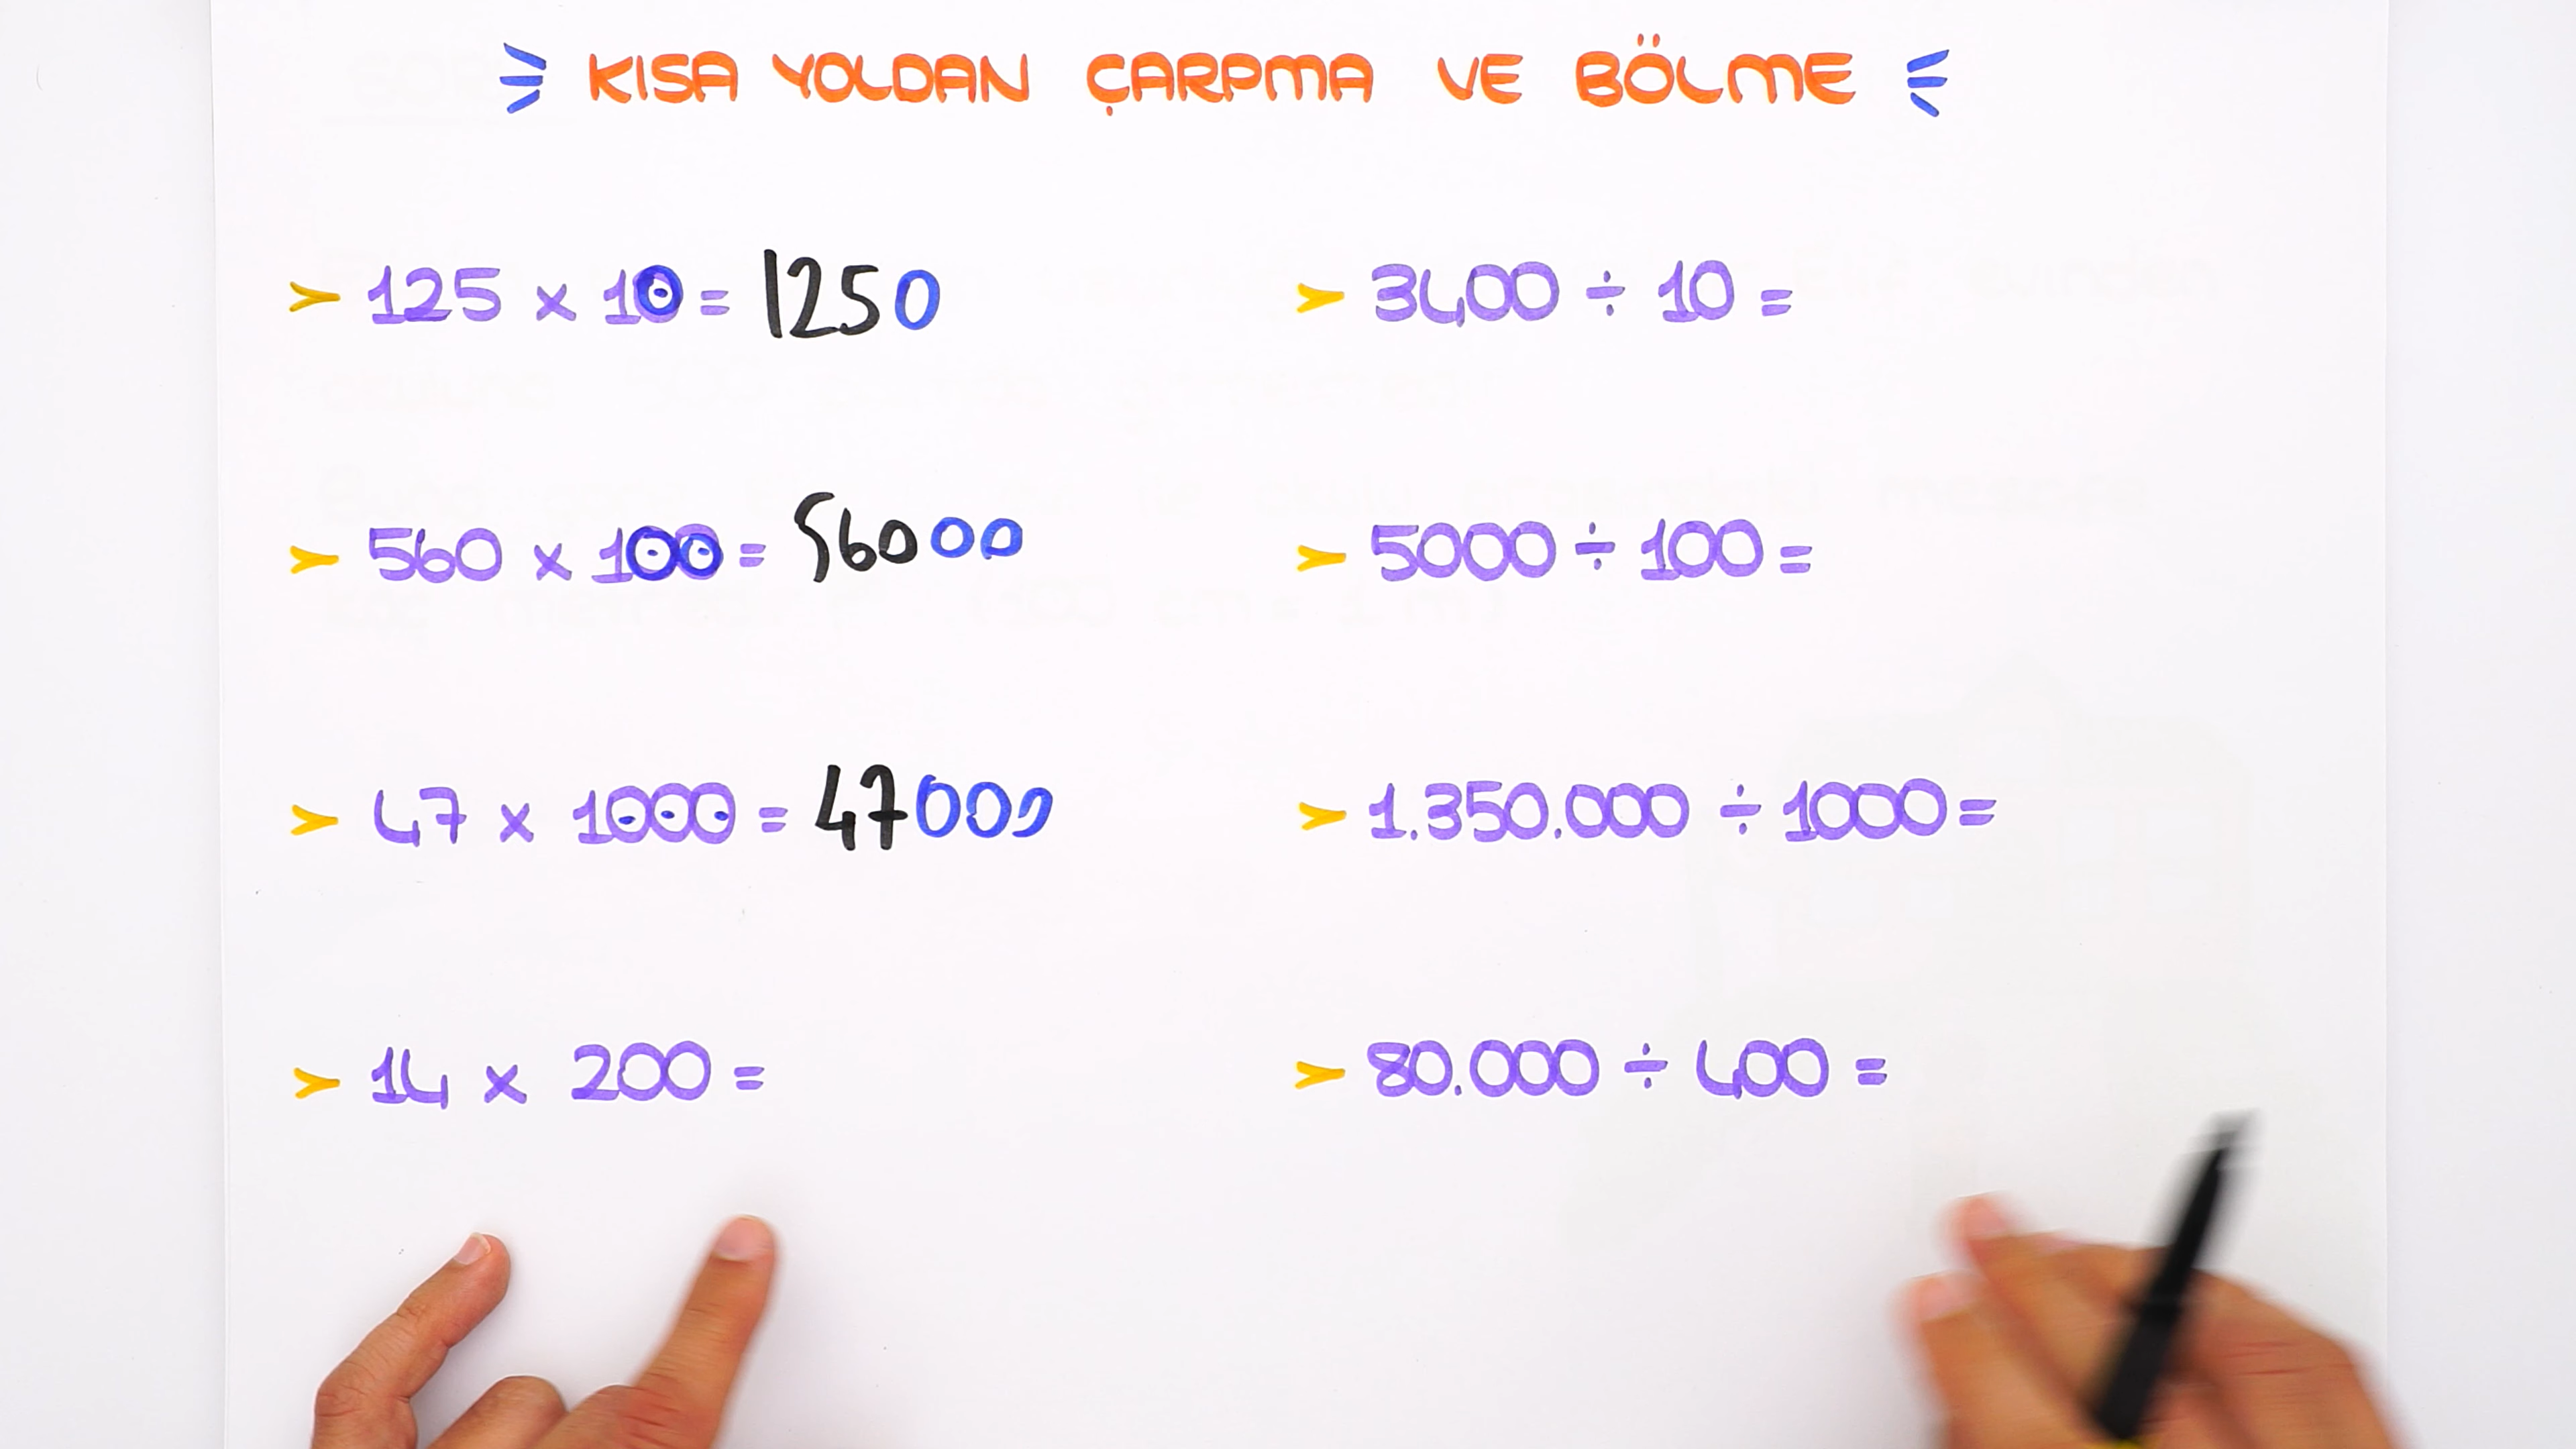 KISA YOLDAN ÇARPMA VE BÖLME
125 x 10 = 1250
560 x 100 = 56000
47 x 1000 = 47000
14 x 200 =
3400 ÷ 10 =
5000 ÷ 100 =
1.350.000 ÷ 1000 =
80.000 ÷ 400 =